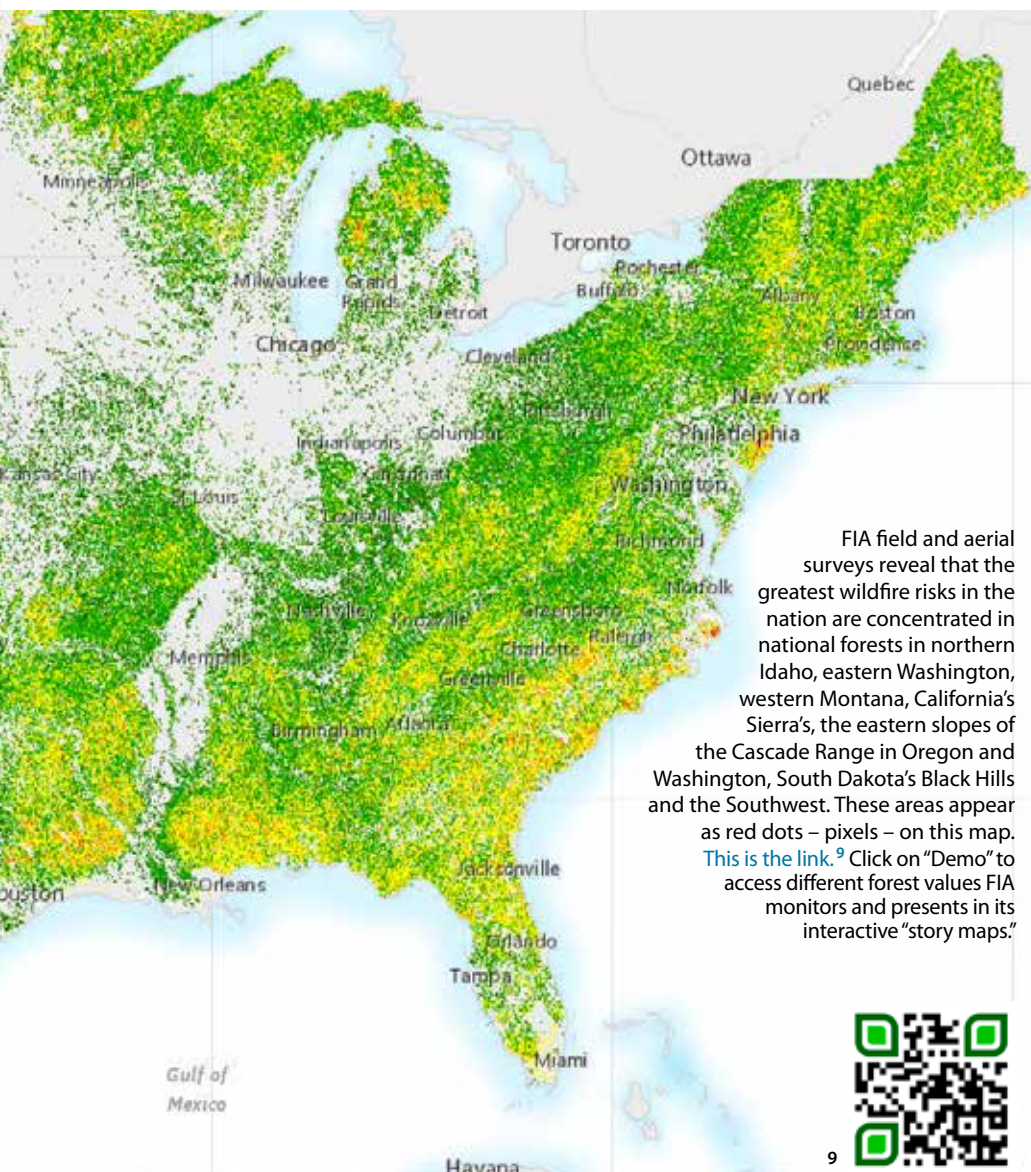 Quebec
Ottawa
Minneapolis
Toronto
Rochester
Milwaukee
Grand
Rapids
Buffalo
Albany
Detroit
Boston
Chicago
Providence
Cleveland
New York
Pittsburgh
Philadelphia
Indianapolis
Columbus
Kansas City
Cincinnati
Washington
St. Louis
Louisville
Richmond
Norfolk
Nashville
Knoxville
Greensboro
Raleigh
Charlotte
Memphis
Greenville
Birmingham
Atlanta
Jacksonville
ouston
New Orleans
Orlando
Tampa
Miami
Gulf of
Mexico
Havana
FIA field and aerial
surveys reveal that the
greatest wildfire risks in the
nation are concentrated in
national forests in northern
Idaho, eastern Washington,
western Montana, California’s
Sierra’s, the eastern slopes of
the Cascade Range in Oregon and
Washington, South Dakota’s Black Hills
and the Southwest. These areas appear
as red dots – pixels – on this map.
This is the link.9 Click on “Demo” to
access different forest values FIA
monitors and presents in its
interactive “story maps.”
9